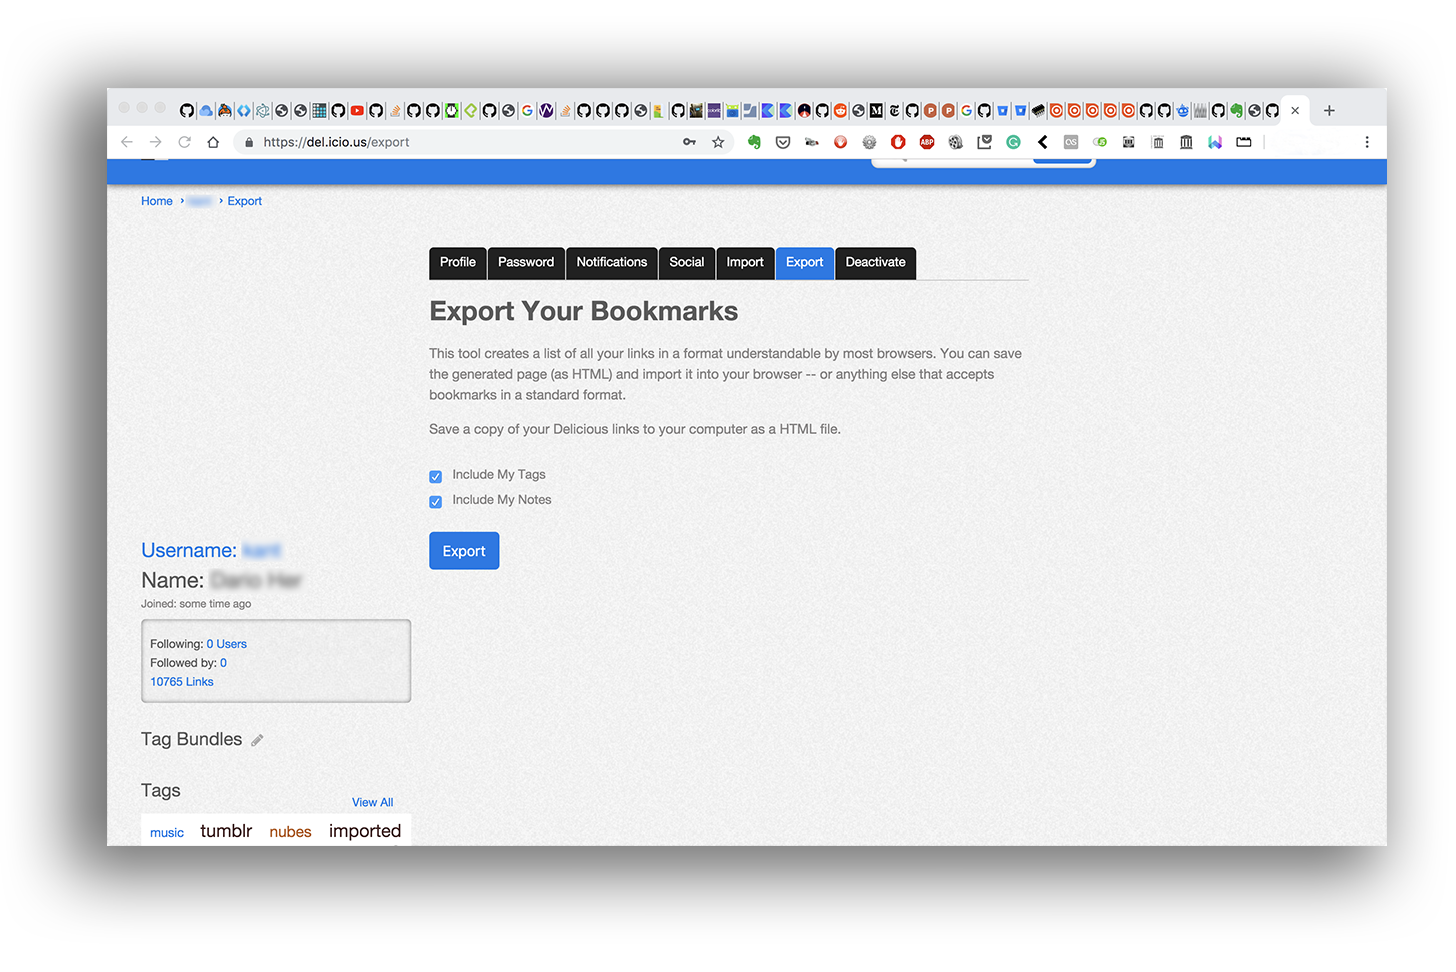 https://del.icio.us/export
Home › › Export
Profile Password Notifications Social Import Export Deactivate
Export Your Bookmarks
This tool creates a list of all your links in a format understandable by most browsers. You can save
the generated page (as HTML) and import it into your browser -- or anything else that accepts
bookmarks in a standard format.
Save a copy of your Delicious links to your computer as a HTML file.
Include My Tags
Include My Notes
Export
Username:
Name:
Joined: some time ago
Following: 0 Users
Followed by: 0
10765 Links
Tag Bundles
Tags
View All
music tumblr nubes imported